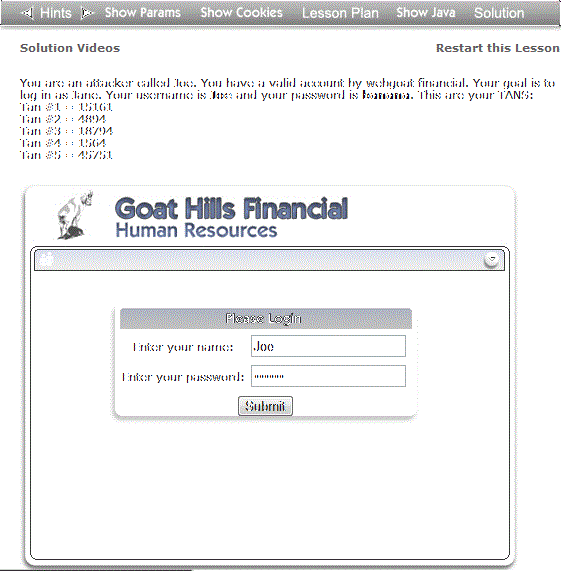 Hints Show Params Show Cookies Lesson Plan Show Java Solution
Solution Videos Restart this Lesson
You are an attacker called Joe. You have a valid account by webgoat financial. Your goal is to
log in as Jane. Your username is Joe and your password is banana. This are your TANS:
Tan #1 = 15161
Tan #2 = 4894
Tan #3 = 18794
Tan #4 = 1564
Tan #5 = 45751
Goat Hills Financial
Human Resources
Please Login
Enter your name: Joe
Enter your password: ••••••
Submit